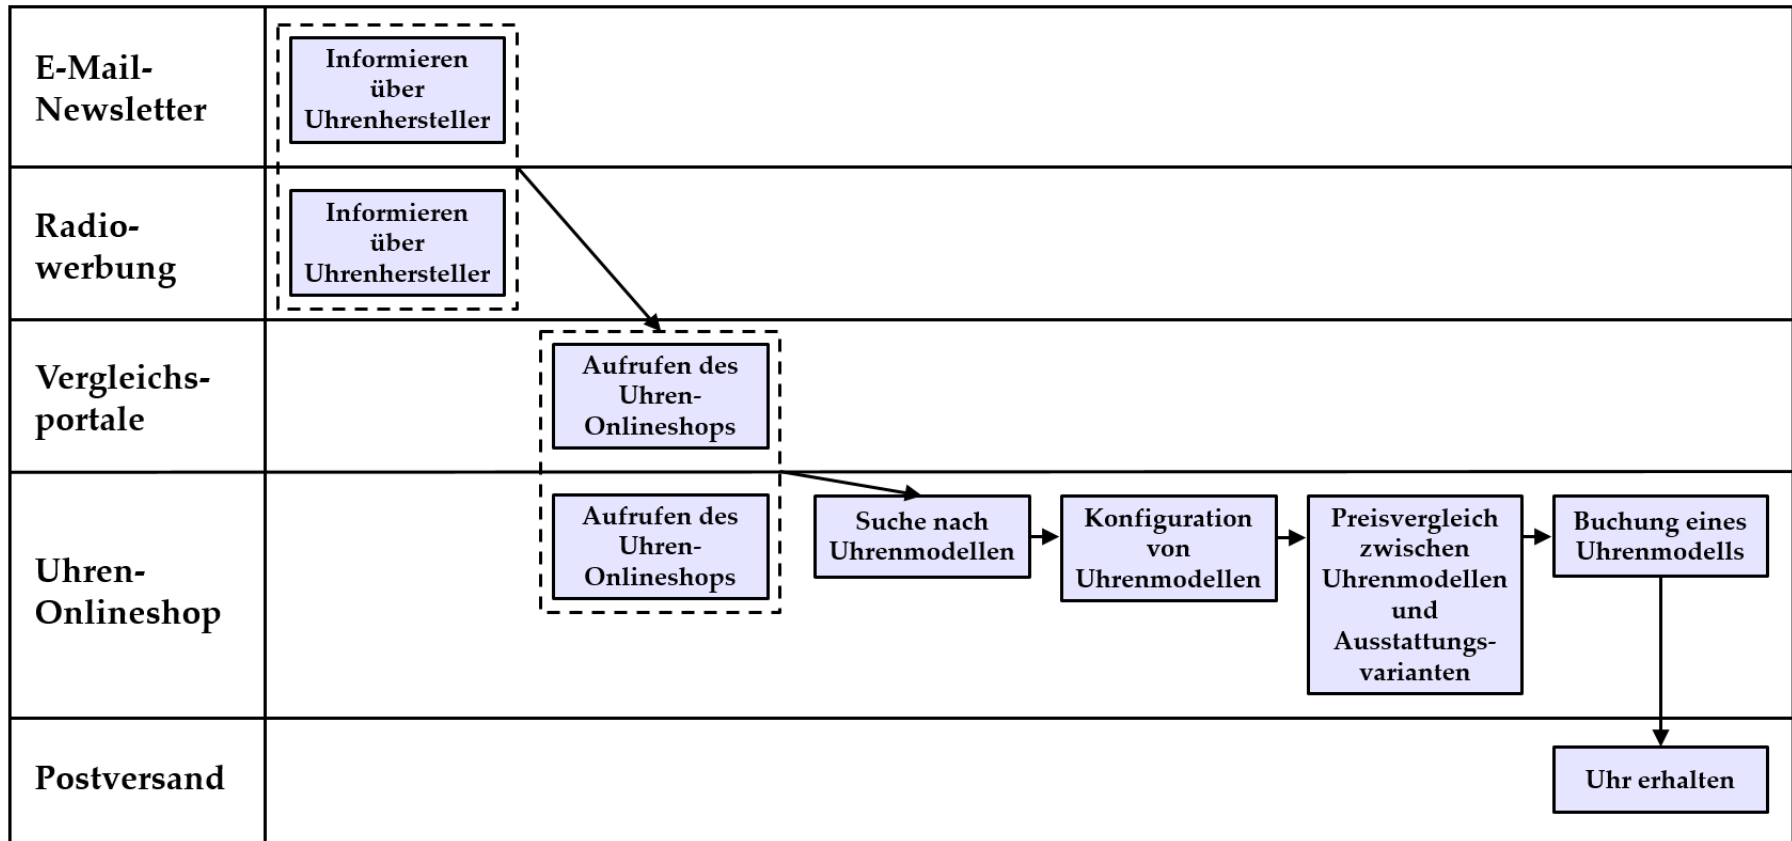 E-Mail-
Newsletter
Informieren
über
Uhrenhersteller
Radio-
werbung
Informieren
über
Uhrenhersteller
Vergleichs-
portale
Aufrufen des
Uhren-
Onlineshops
Uhren-
Onlineshop
Aufrufen des
Uhren-
Onlineshops
Suche nach
Uhrenmodellen
Konfiguration
von
Uhrenmodellen
Preisvergleich
zwischen
Uhrenmodellen
und
Ausstattungs-
varianten
Buchung eines
Uhrenmodells
Postversand
Uhr erhalten